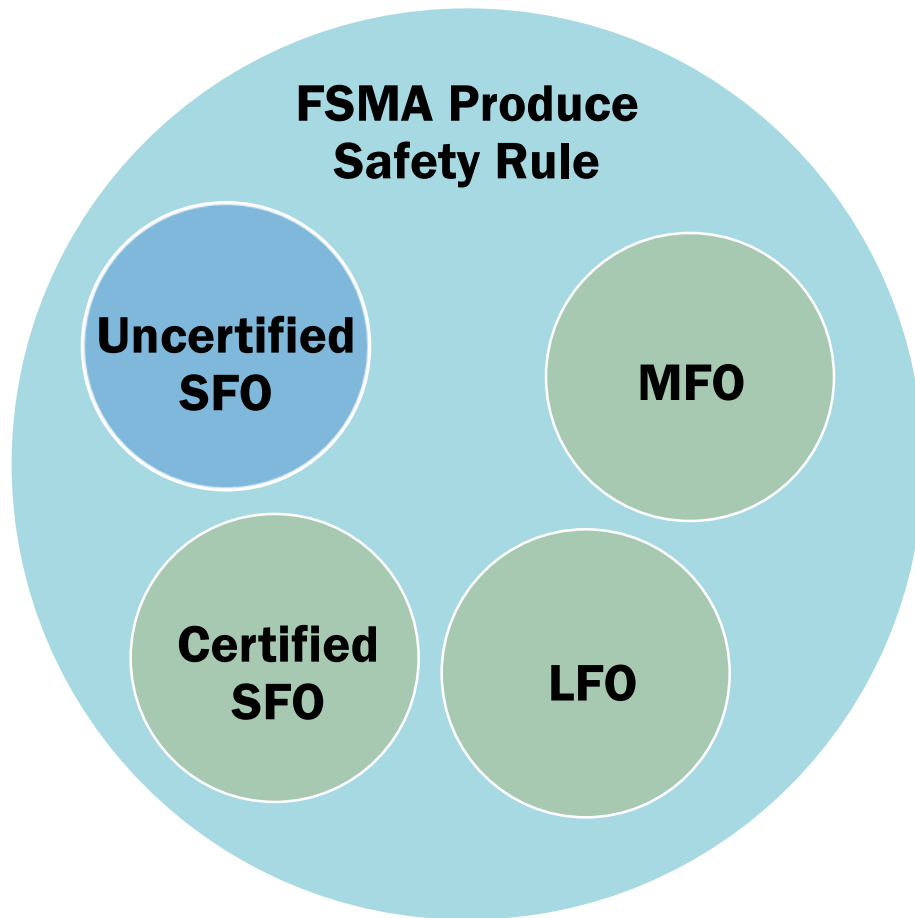 FSMA Produce
Safety Rule
Uncertified
SFO
MFO
Certified
SFO
LFO